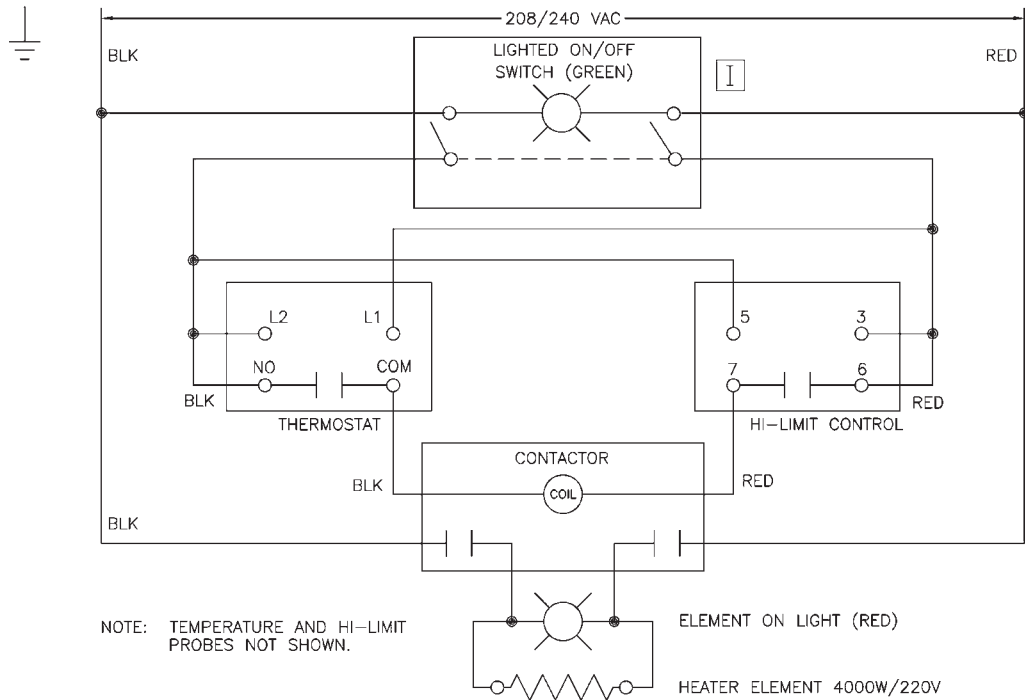 208/240 VAC
BLK
LIGHTED ON/OFF
SWITCH (GREEN)
I
RED
L2
L1
5
3
NO
COM
7
6
BLK
THERMOSTAT
HI-LIMIT CONTROL
RED
CONTACTOR
BLK
COIL
RED
BLK
NOTE: TEMPERATURE AND HI-LIMIT
PROBES NOT SHOWN.
ELEMENT ON LIGHT (RED)
HEATER ELEMENT 4000W/220V